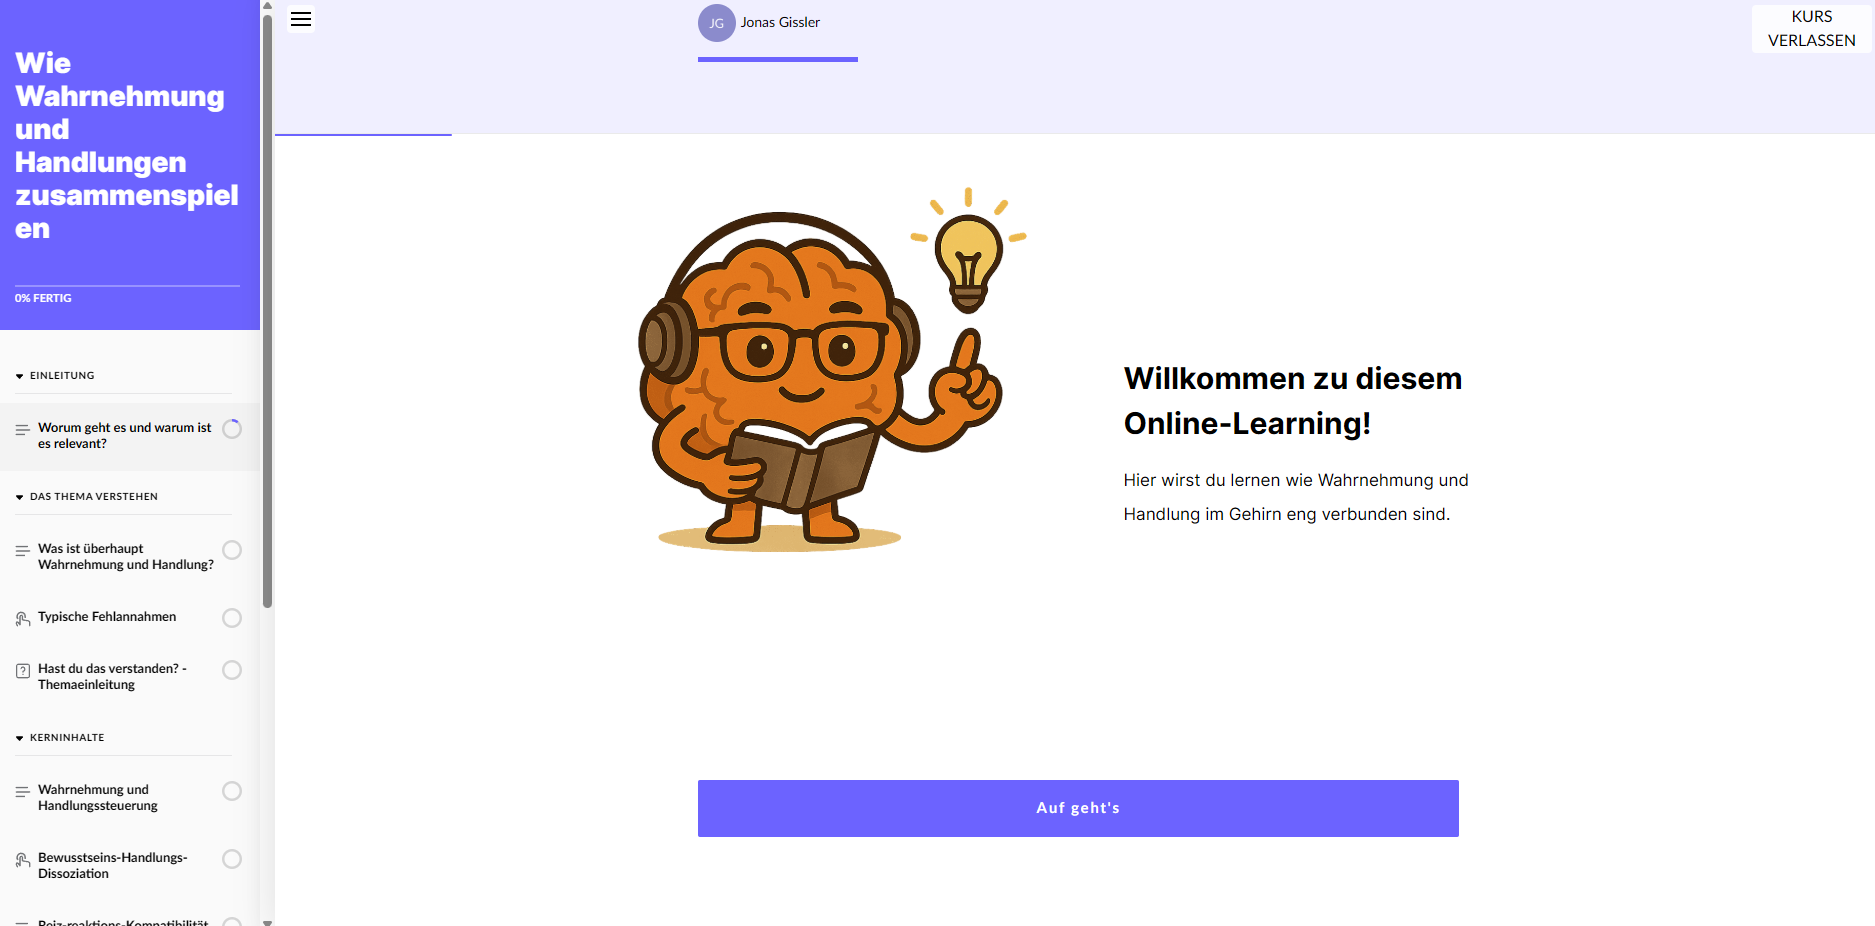 Wie
Wahrnehmung
und
Handlungen
zusammenspiel
en
0% FERTIG
EINLEITUNG
Worum geht es und warum ist
es relevant?
DAS THEMA VERSTEHEN
Was ist überhaupt
Wahrnehmung und Handlung?
Typische Fehlannahmen
Hast du das verstanden? -
Themaeinleitung
KERNINHALTE
Wahrnehmung und
Handlungssteuerung
Bewusstseins-Handlungs-
Dissoziation
Reiz-reaktions-Kompatibilität
JG
Jonas Gissler
KURS
VERLASSEN
Willkommen zu diesem
Online-Learning!
Hier wirst du lernen wie Wahrnehmung und
Handlung im Gehirn eng verbunden sind.
Auf geht's